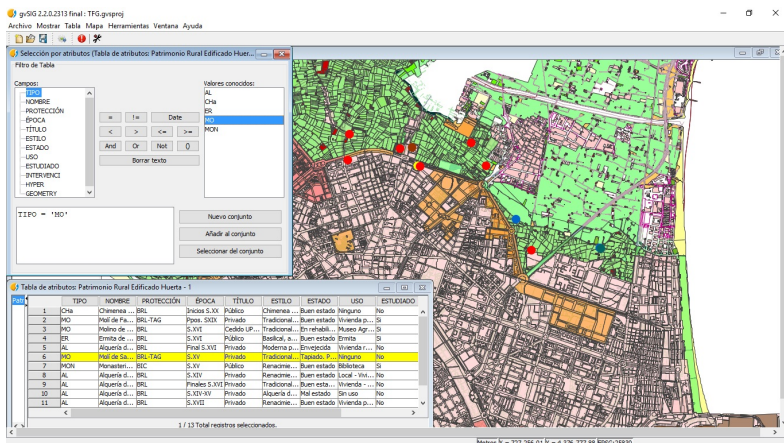 gvSIG 2.2.0.2313 final : TFG.gvsproj
Archivo Mostrar Tabla Mapa Herramientas Ventana Ayuda
Selección por atributos (Tabla de atributos: Patrimonio Rural Edificado Huer...
Filtro de Tabla
Campos:
Valores conocidos:
TIPO
NOMBRE
PROTECCIÓN
ÉPOCA
TÍTULO
ESTILO
ESTADO
USO
ESTUDIADO
INTERVENCI
HYPER
GEOMETRY
= != Date
< > <= >=
And Or Not ()
Borrar texto
AL
CHa
ER
MO
MON
TIPO = 'MO'
Nuevo conjunto
Añadir al conjunto
Seleccionar del conjunto
Tabla de atributos: Patrimonio Rural Edificado Huerta - 1
Patr
TIPO NOMBRE PROTECCIÓN ÉPOCA TÍTULO ESTILO ESTADO USO ESTUDIADO
1 CHa Chimenea ... BRL Inicios S.XX Público Chimenea ... Buen estado Ninguno No
2 MO Molí de Fa... BRL-TAG Ppos. SXIX Privado Tradicional... Buen estado Vivienda p... Si
3 MO Molino de ... BRL S.XVI Cedido UP... Tradicional... En rehabili... Museo Agr... Si
4 ER Ermita de ... BRL S.XVI Público Basilical, a... Buen estado Ermita Si
5 AL Alquería d... BRL Final S.XVI Privado Moderna p... Envejecida Vivienda r... No
6 MO Molí de Sa... BRL-TAG S.XV Privado Tradicional... Tapiado. P... Ninguno No
7 MON Monasteri... BIC S.XV Público Renacmie... Buen estado Biblioteca Si
8 AL Alquería d... BRL S.XIV Privado Renacmie... Buen estado Local - Vivi... No
9 AL Alquería d... BRL Finales S.XVI Privado Tradicional... Buen esta... Vivienda - ... No
10 AL Alquería d... BRL S.XIV-XV Privado Alquería d... Mal estado Sin uso No
11 AL Alquería d... BRL S.XVII Privado Renacmie... Buen estado Vivienda p... No
1 / 13 Total registros seleccionados.